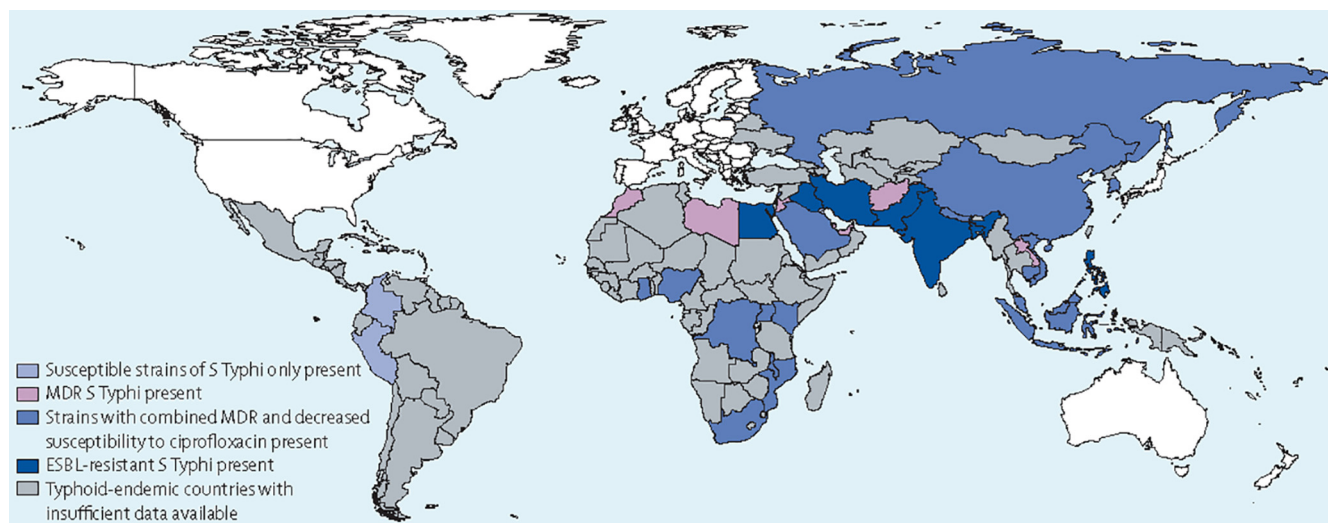 Susceptible strains of S Typhi only present
MDR S Typhi present
Strains with combined MDR and decreased
susceptibility to ciprofloxacin present
ESBL-resistant S Typhi present
Typhoid-endemic countries with
insufficient data available